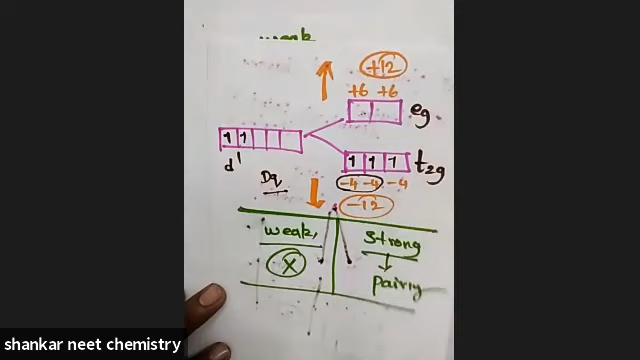 weak
+12
+6 +6
eg
1 1
d'
1 1 1
t2g
Dq
-4 -4 -4
-12
weak,
Strong
X
pairing
shankar neet chemistry